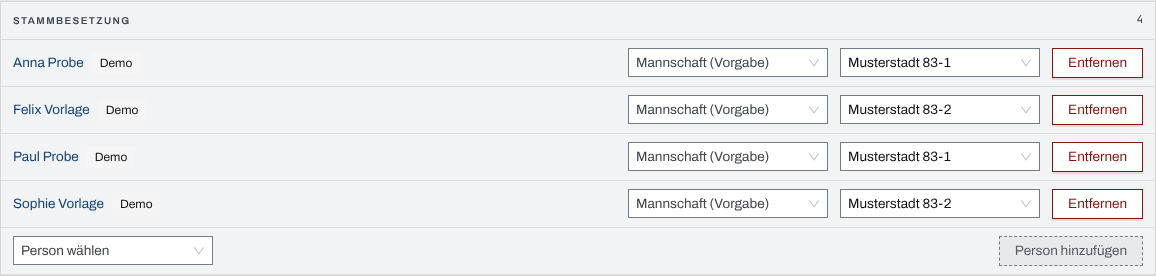 STAMMBESETZUNG 4
Anna Probe Demo Mannschaft (Vorgabe) Musterstadt 83-1 Entfernen
Felix Vorlage Demo Mannschaft (Vorgabe) Musterstadt 83-2 Entfernen
Paul Probe Demo Mannschaft (Vorgabe) Musterstadt 83-1 Entfernen
Sophie Vorlage Demo Mannschaft (Vorgabe) Musterstadt 83-2 Entfernen
Person wählen Person hinzufügen